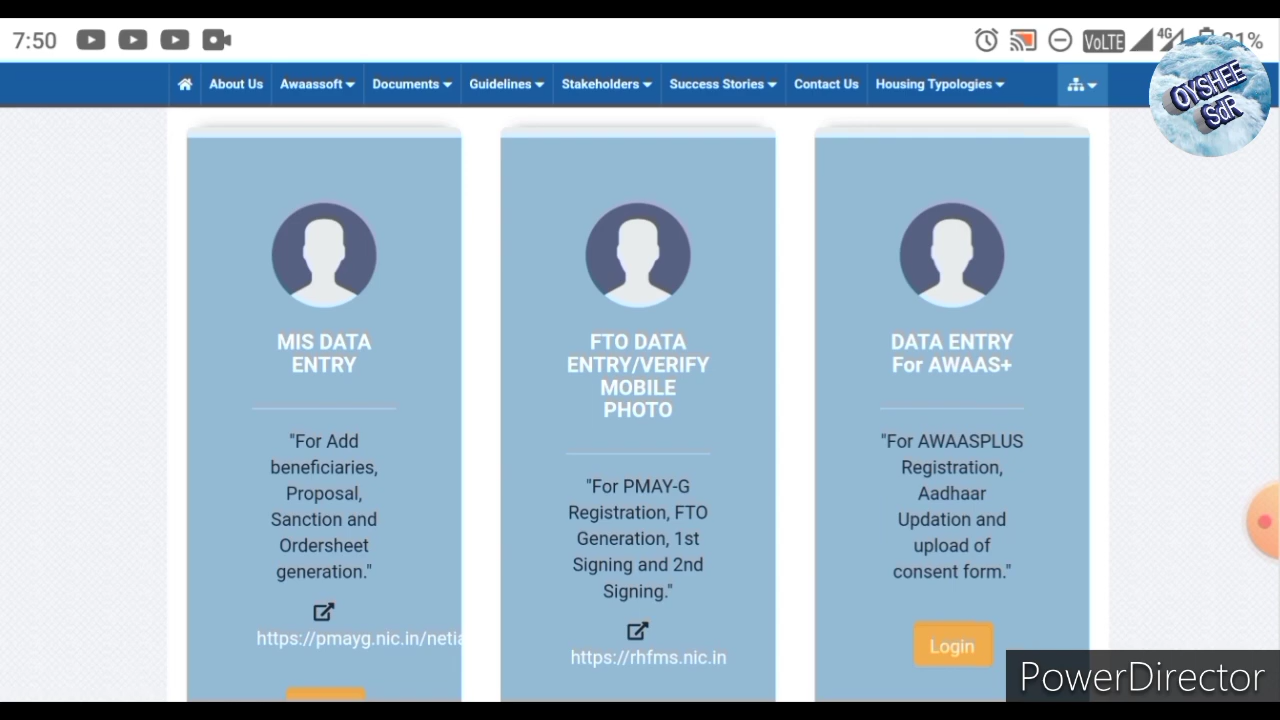 7:50
VoLTE 4G 31%
OYSHEE
SdR
About Us Awaassoft Documents Guidelines Stakeholders Success Stories Contact Us Housing Typologies
MIS DATA
ENTRY
"For Add
beneficiaries,
Proposal,
Sanction and
Ordersheet
generation."
https://pmayg.nic.in/netia
FTO DATA
ENTRY/VERIFY
MOBILE
PHOTO
"For PMAY-G
Registration, FTO
Generation, 1st
Signing and 2nd
Signing."
https://rhfms.nic.in
DATA ENTRY
For AWAAS+
"For AWAASPLUS
Registration,
Aadhaar
Updation and
upload of
consent form."
Login
PowerDirector